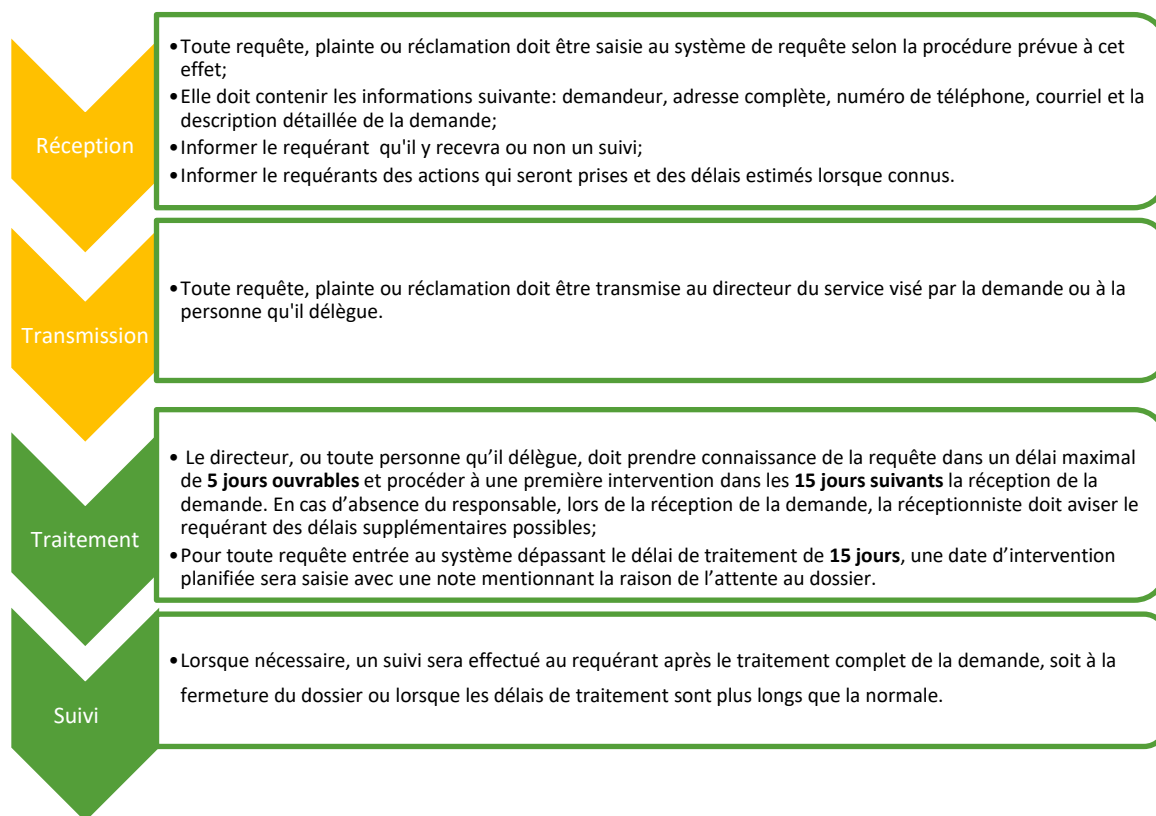 Réception
•Toute requête, plainte ou réclamation doit être saisie au système de requête selon la procédure prévue à cet
effet;
•Elle doit contenir les informations suivante: demandeur, adresse complète, numéro de téléphone, courriel et la
description détaillée de la demande;
•Informer le requérant  qu'il y recevra ou non un suivi;
•Informer le requérants des actions qui seront prises et des délais estimés lorsque connus.
Transmission
•Toute requête, plainte ou réclamation doit être transmise au directeur du service visé par la demande ou à la
personne qu'il délègue.
Traitement
• Le directeur, ou toute personne qu’il délègue, doit prendre connaissance de la requête dans un délai maximal
de 5 jours ouvrables et procéder à une première intervention dans les 15 jours suivants la réception de la
demande. En cas d’absence du responsable, lors de la réception de la demande, la réceptionniste doit aviser le
requérant des délais supplémentaires possibles;
•Pour toute requête entrée au système dépassant le délai de traitement de 15 jours, une date d’intervention
planifiée sera saisie avec une note mentionnant la raison de l’attente au dossier.
Suivi
•Lorsque nécessaire, un suivi sera effectué au requérant après le traitement complet de la demande, soit à la
fermeture du dossier ou lorsque les délais de traitement sont plus longs que la normale.